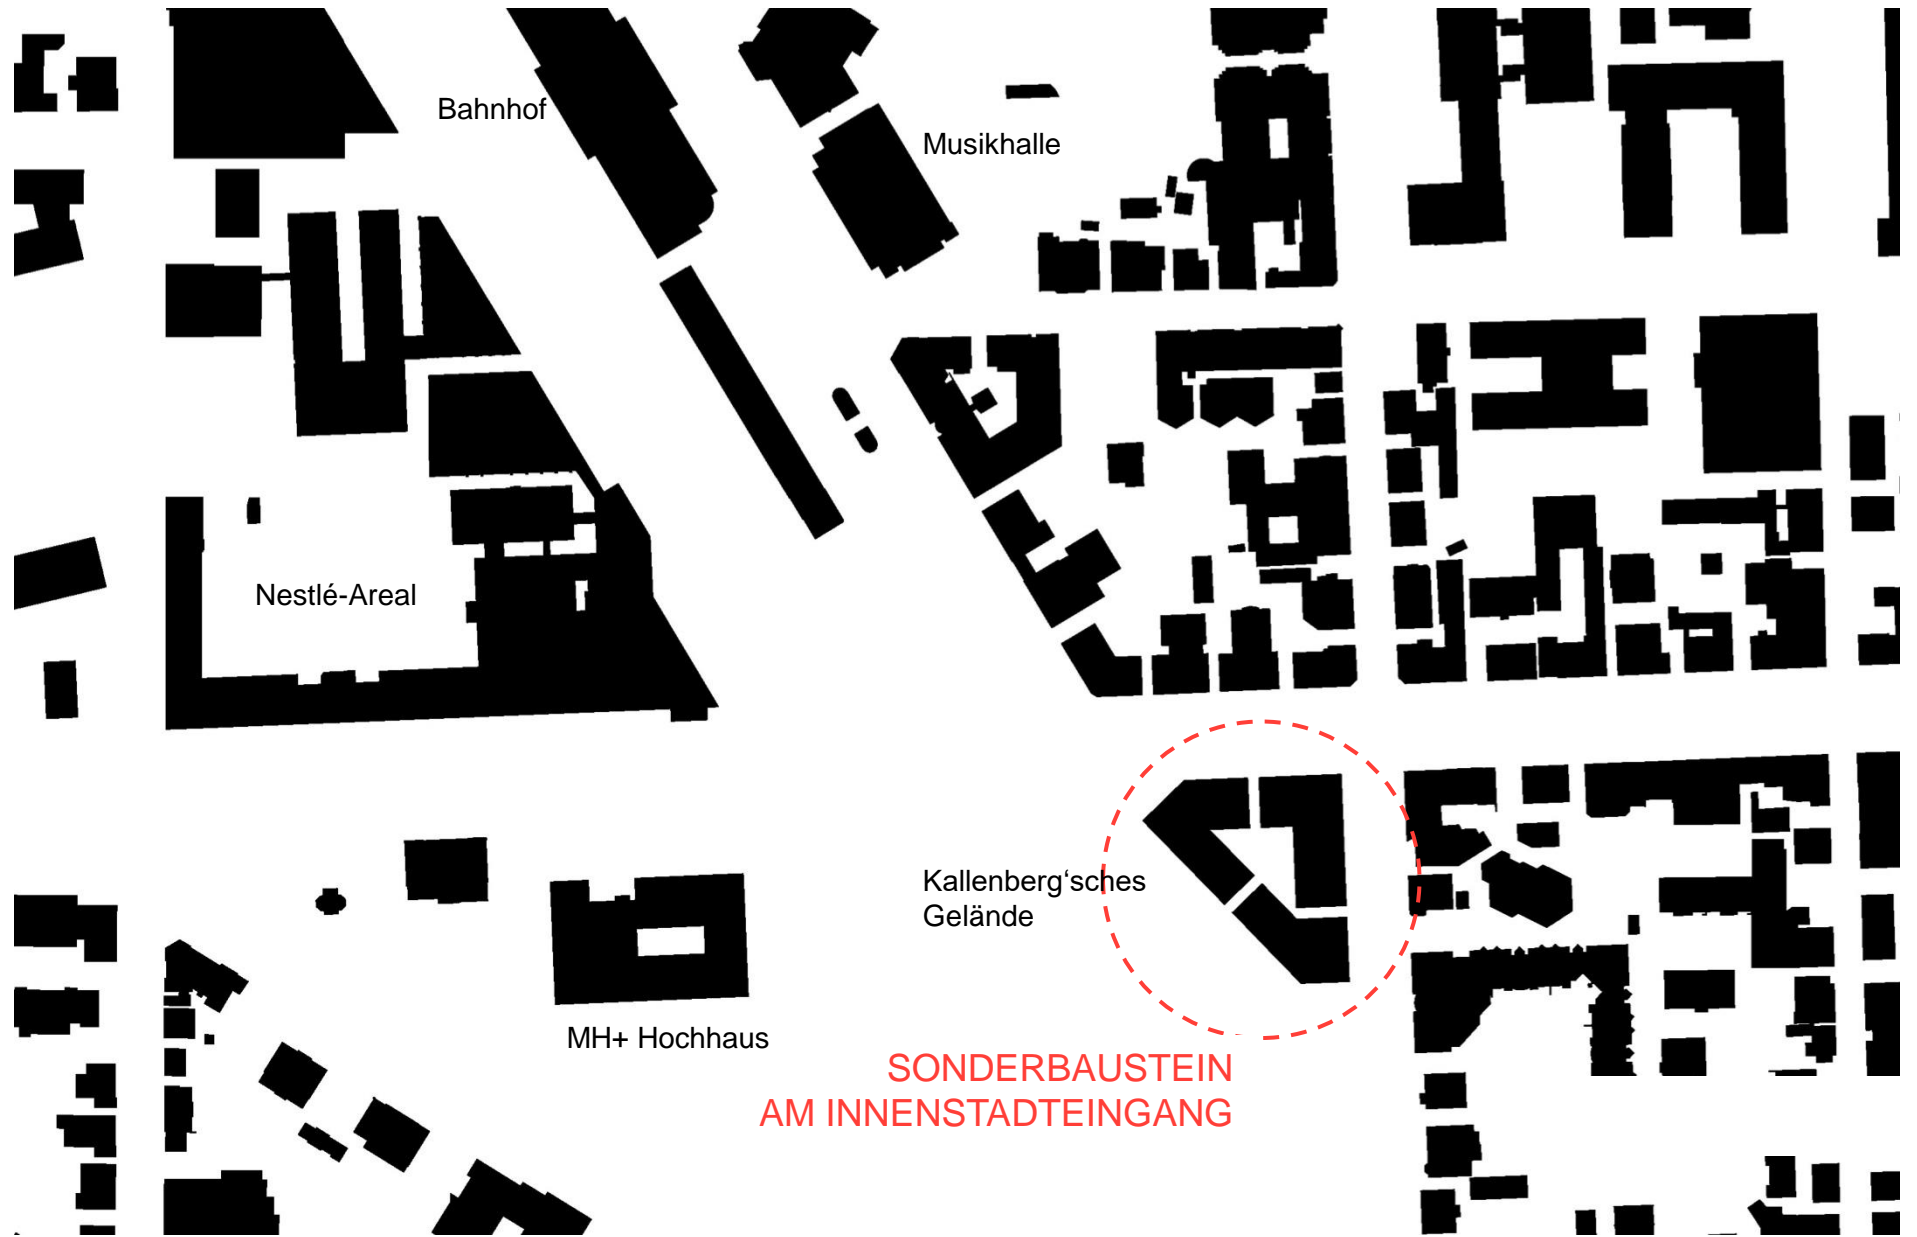 Bahnhof
Musikhalle
Nestlé-Areal
Kallenberg‘sches
Gelände
MH+ Hochhaus
SONDERBAUSTEIN
AM INNENSTADTEINGANG